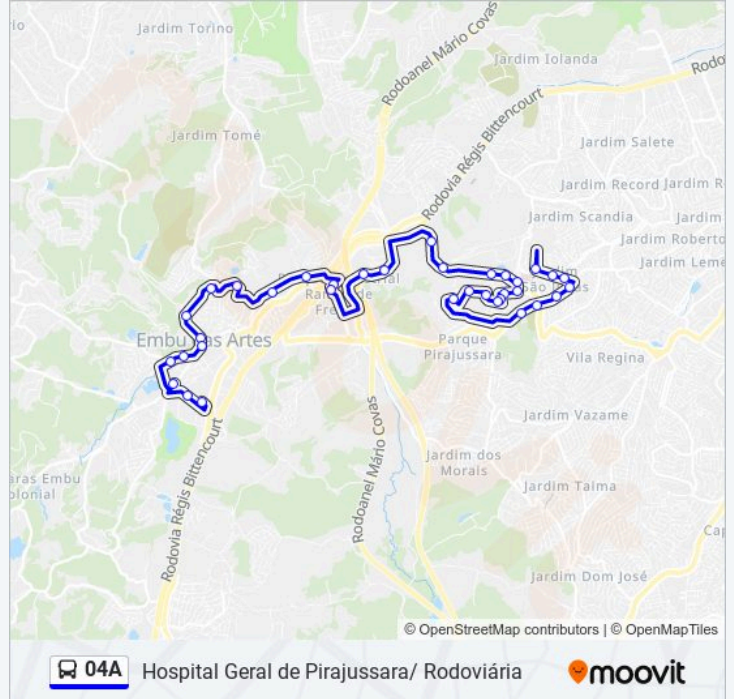 lo
Jardim Torino
Rodoanel Mário Covas
Jardim Iolanda
Rodo
Rodovia Régis Bittencourt
Jardim Tomé
Jardim Salete
Jardim Record
Jardim R
Jardim Scandia
Jardim
Jardim Roberto
Jardim Leme
Embu das Artes
Parque
Pirajussara
Vila Regina
Jardim Vazame
Rodovia Régis Bittencourt
Rodoanel Mário Covas
Jardim dos
Morais
aras Embu
olonial
Jardim Taima
Cap
Jardim Dom José
© OpenStreetMap contributors | © OpenMapTiles
04A
Hospital Geral de Pirajussara/ Rodoviária
moovit